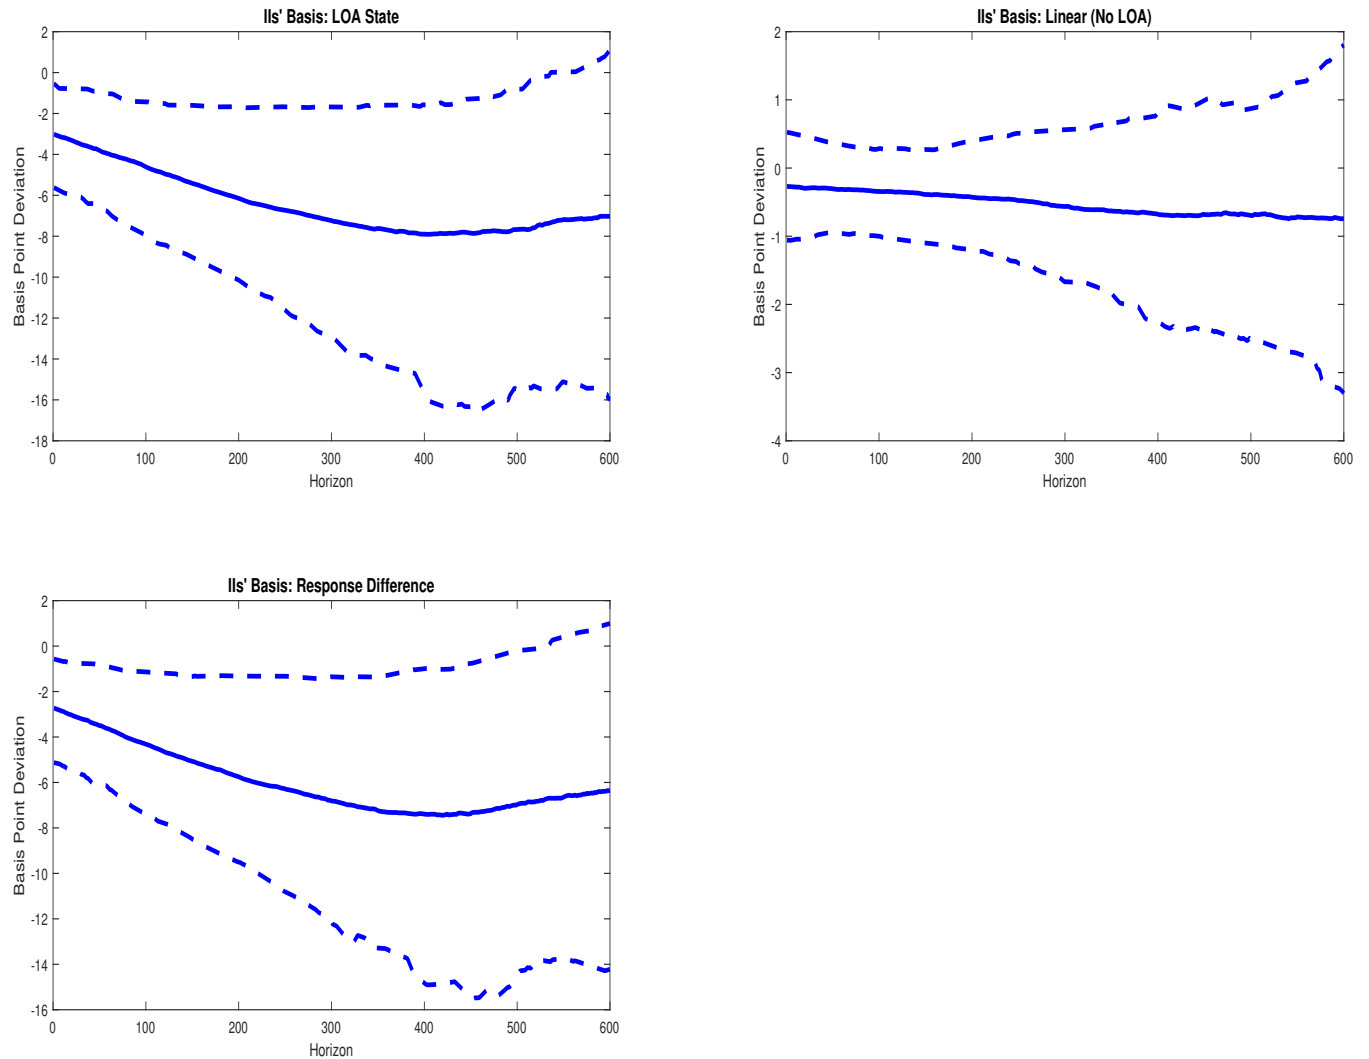 IIs' Basis: LOA State
2
0
-2
-4
-6
-8
-10
-12
-14
-16
-18
Basis Point Deviation
0 100 200 300 400 500 600
Horizon
IIs' Basis: Linear (No LOA)
2
1
0
-1
-2
-3
-4
Basis Point Deviation
0 100 200 300 400 500 600
Horizon
IIs' Basis: Response Difference
2
0
-2
-4
-6
-8
-10
-12
-14
-16
Basis Point Deviation
0 100 200 300 400 500 600
Horizon